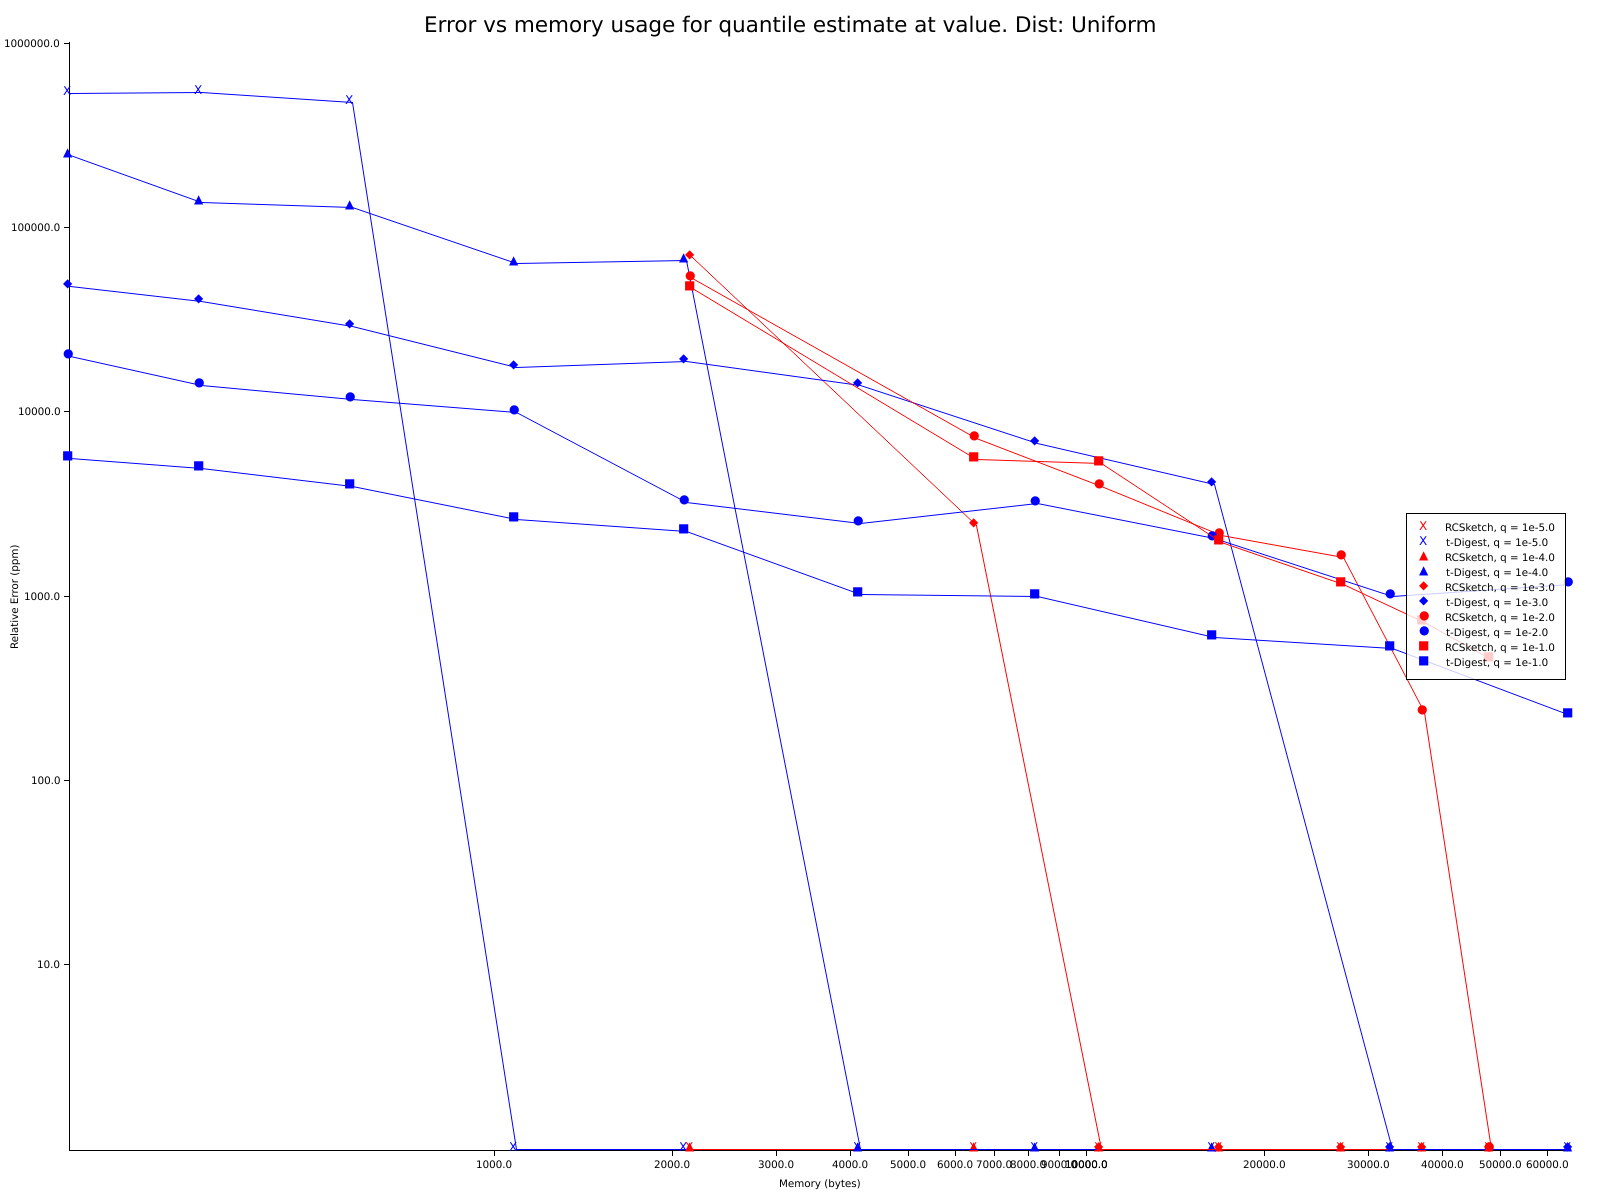 Error vs memory usage for quantile estimate at value. Dist: Uniform
1000000.0
100000.0
10000.0
1000.0
100.0
10.0
Relative Error (ppm)
RCSketch, q = 1e-5.0
t-Digest, q = 1e-5.0
RCSketch, q = 1e-4.0
t-Digest, q = 1e-4.0
RCSketch, q = 1e-3.0
t-Digest, q = 1e-3.0
RCSketch, q = 1e-2.0
t-Digest, q = 1e-2.0
RCSketch, q = 1e-1.0
t-Digest, q = 1e-1.0
1000.0 2000.0 3000.0 4000.0 5000.0 6000.0 7000.0 8000.0 9000.0 10000.0 20000.0 30000.0 40000.0 50000.0 60000.0
Memory (bytes)